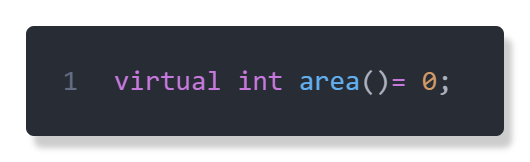 1 virtual int area()= 0;